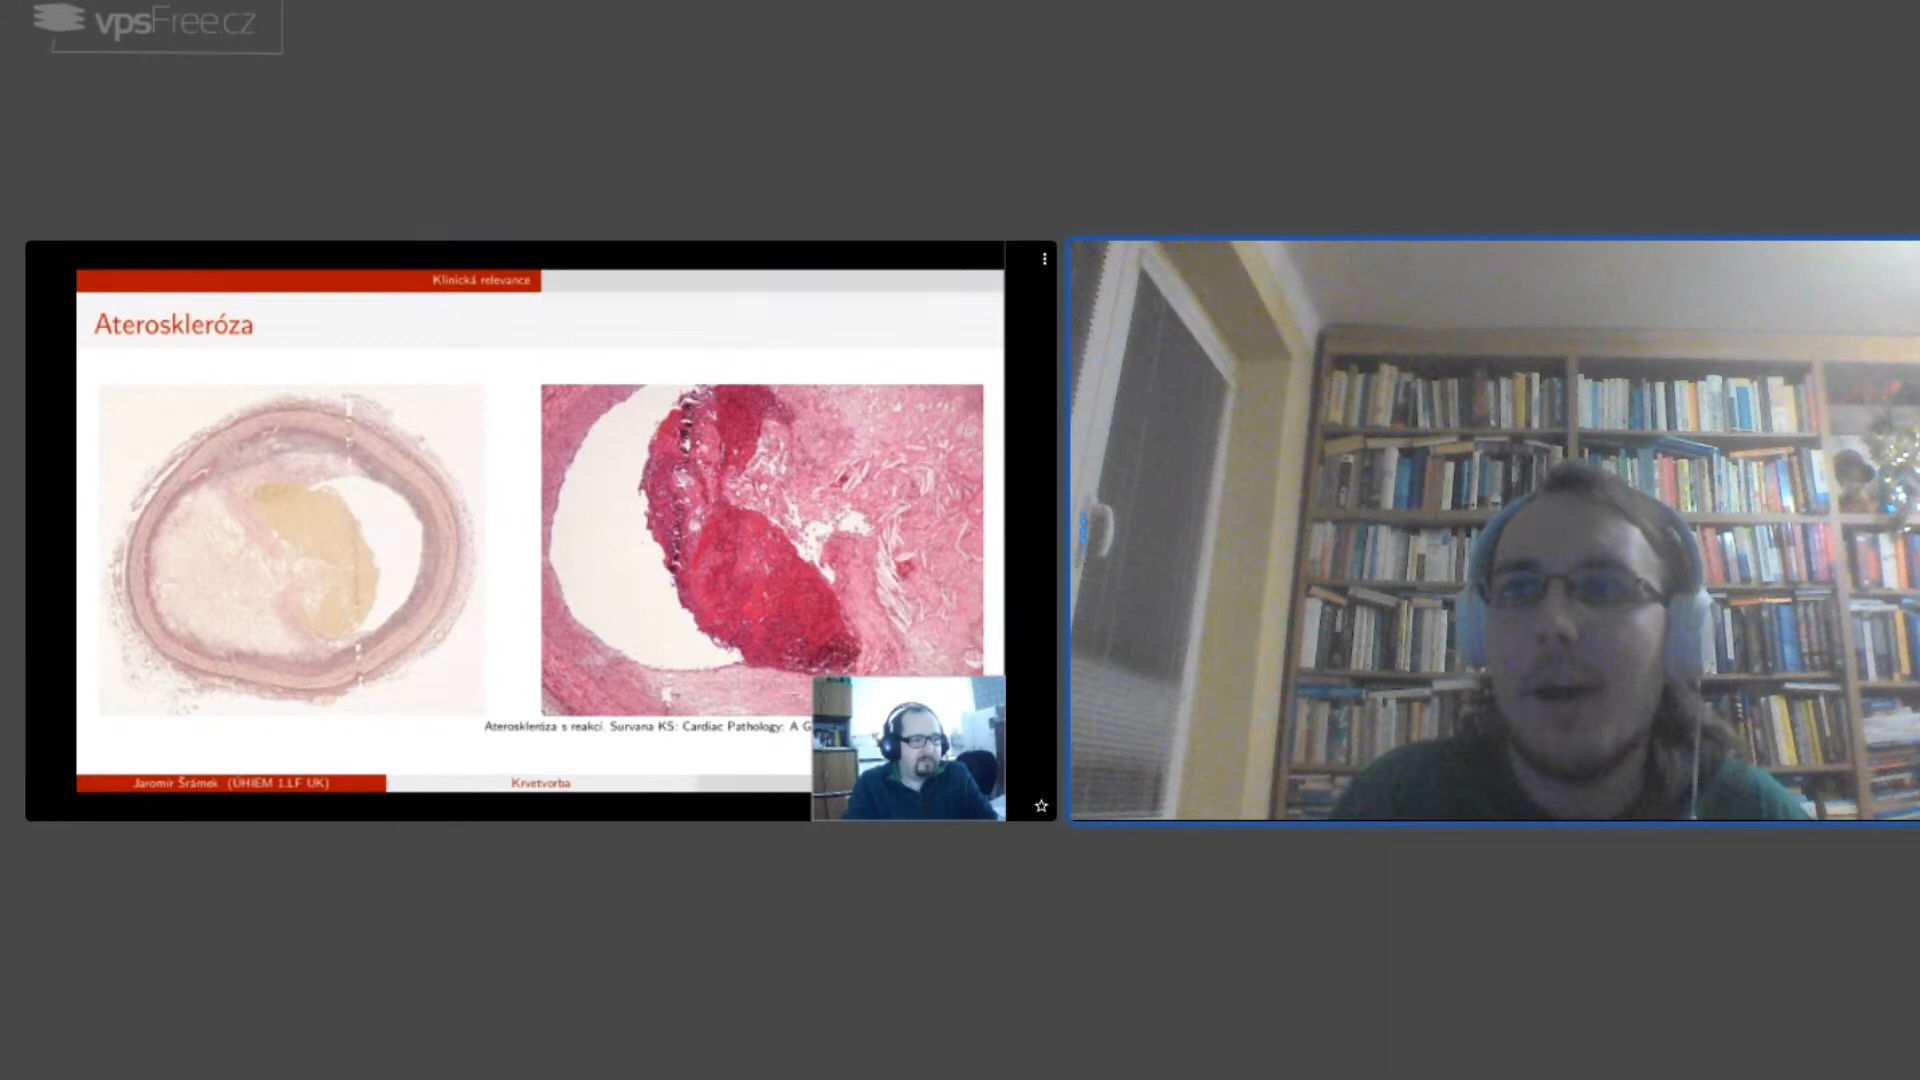 vpsFree.cz
Klinická relevance
Ateroskleróza
Ateroskleróza s reakcí. Survana KS: Cardiac Pathology: A G
Jaromír Šrámek (ÚHIEM 1.LF UK)
Krvetvorba